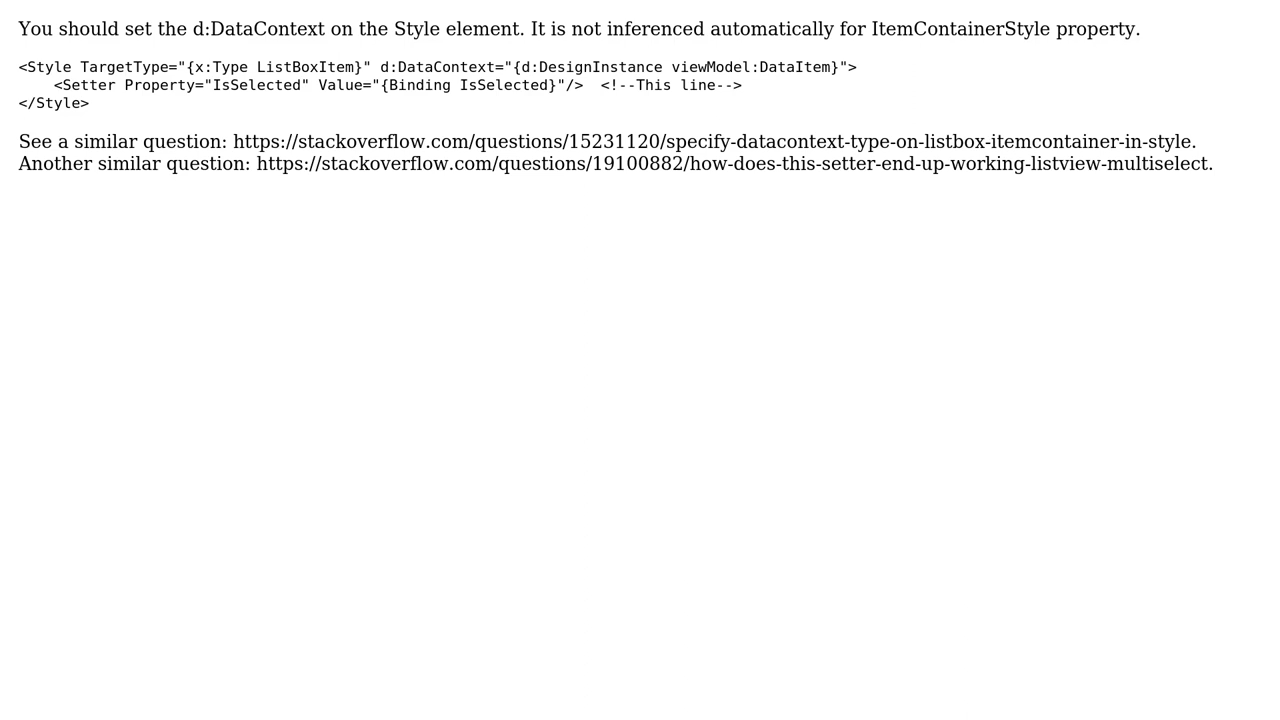 You should set the d:DataContext on the Style element. It is not inferenced automatically for ItemContainerStyle property.
<Style TargetType="{x:Type ListBoxItem}" d:DataContext="{d:DesignInstance viewModel:DataItem}">
    <Setter Property="IsSelected" Value="{Binding IsSelected}"/>  <!--This line-->
</Style>
See a similar question: https://stackoverflow.com/questions/15231120/specify-datacontext-type-on-listbox-itemcontainer-in-style.
Another similar question: https://stackoverflow.com/questions/19100882/how-does-this-setter-end-up-working-listview-multiselect.